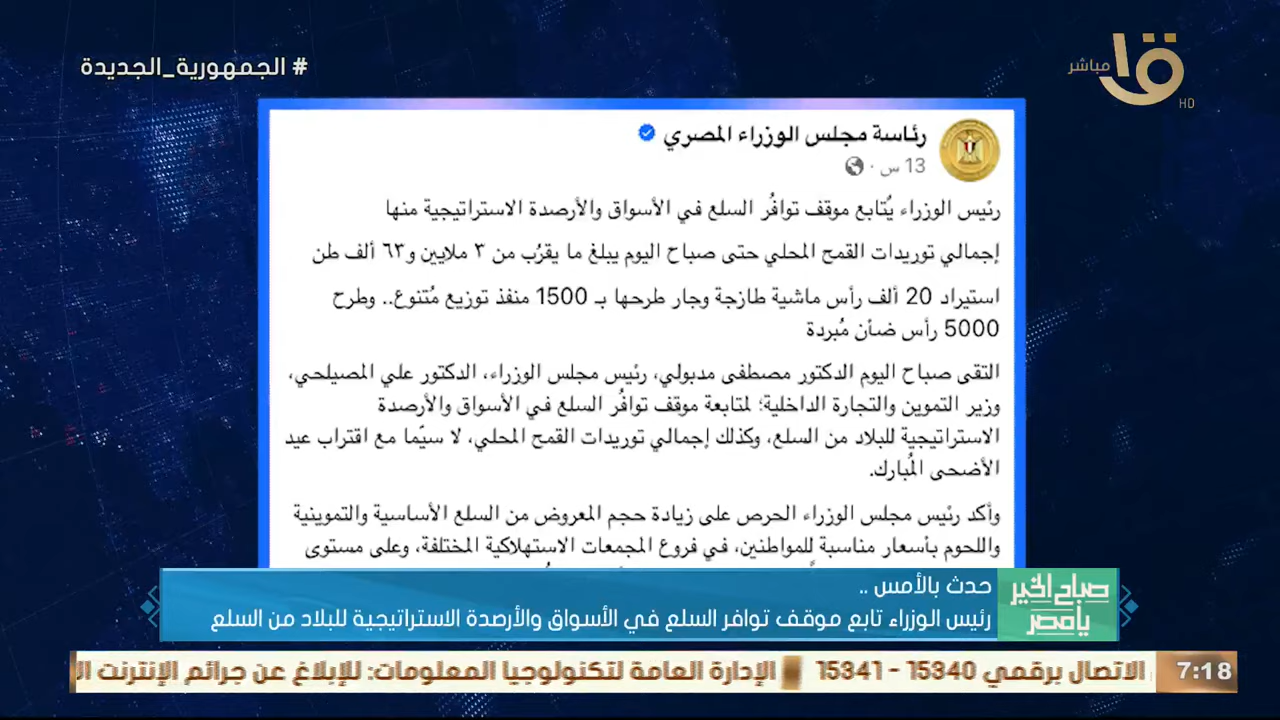 # الجمهورية_الجديدة
مباشر
HD
رئاسة مجلس الوزراء المصري
13 س ·
رئيس الوزراء يُتابع موقف توافُر السلع في الأسواق والأرصدة الاستراتيجية منها
إجمالي توريدات القمح المحلي حتى صباح اليوم يبلغ ما يقرُب من ٣ ملايين و٦٣ ألف طن
استيراد 20 ألف رأس ماشية طازجة وجار طرحها بـ 1500 منفذ توزيع مُتنوع.. وطرح
5000 رأس ضأن مُبردة
التقى صباح اليوم الدكتور مصطفى مدبولي، رئيس مجلس الوزراء، الدكتور علي المصيلحي،
وزير التموين والتجارة الداخلية؛ لمتابعة موقف توافُر السلع في الأسواق والأرصدة
الاستراتيجية للبلاد من السلع، وكذلك إجمالي توريدات القمح المحلي، لا سيّما مع اقتراب عيد
الأضحى المُبارك.
وأكد رئيس مجلس الوزراء الحرص على زيادة حجم المعروض من السلع الأساسية والتموينية
واللحوم بأسعار مناسبة للمواطنين، في فروع المجمعات الاستهلاكية المختلفة، وعلى مستوى
صباح الخير
يا مصر
حدث بالأمس ..
رئيس الوزراء تابع موقف توافر السلع في الأسواق والأرصدة الاستراتيجية للبلاد من السلع
7:18
الاتصال برقمي 15340 - 15341 الإدارة العامة لتكنولوجيا المعلومات: للإبلاغ عن جرائم الإنترنت